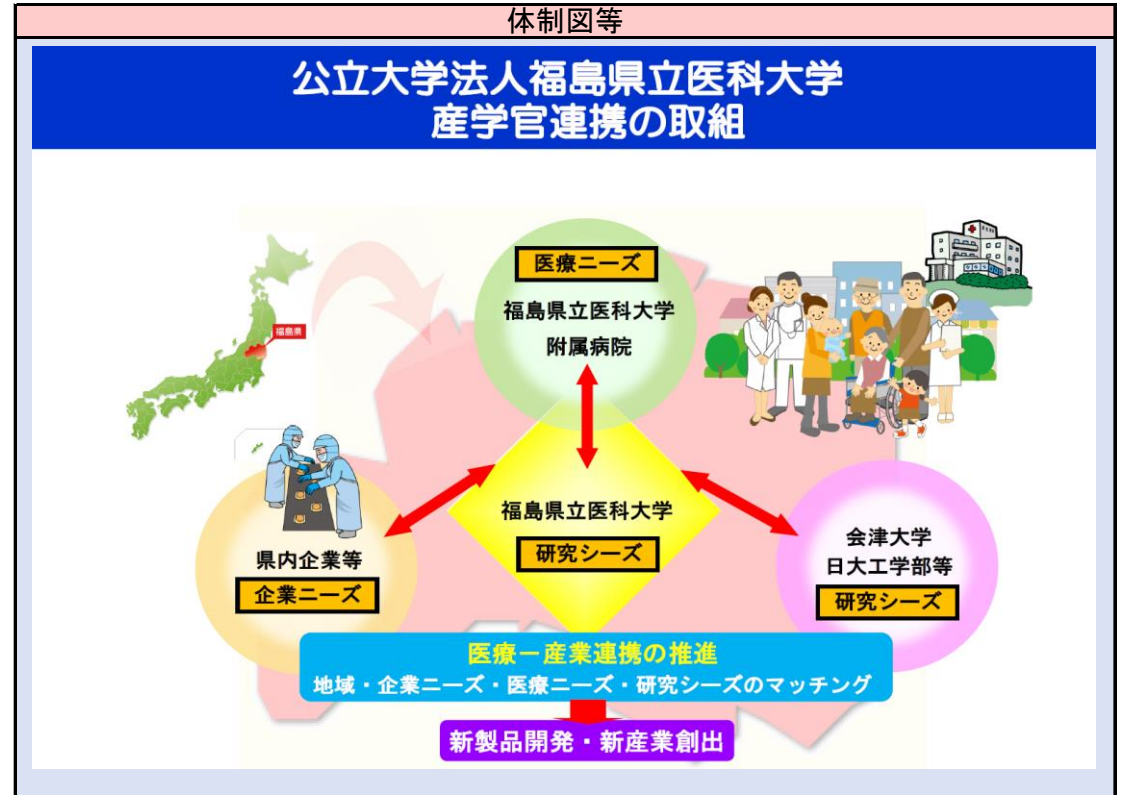 体制図等
公立大学法人福島県立医科大学
産学官連携の取組
福島県
医療ニーズ
福島県立医科大学
附属病院
福島県立医科大学
研究シーズ
県内企業等
企業ニーズ
会津大学
日大工学部等
研究シーズ
医療－産業連携の推進
地域・企業ニーズ・医療ニーズ・研究シーズのマッチング
新製品開発・新産業創出